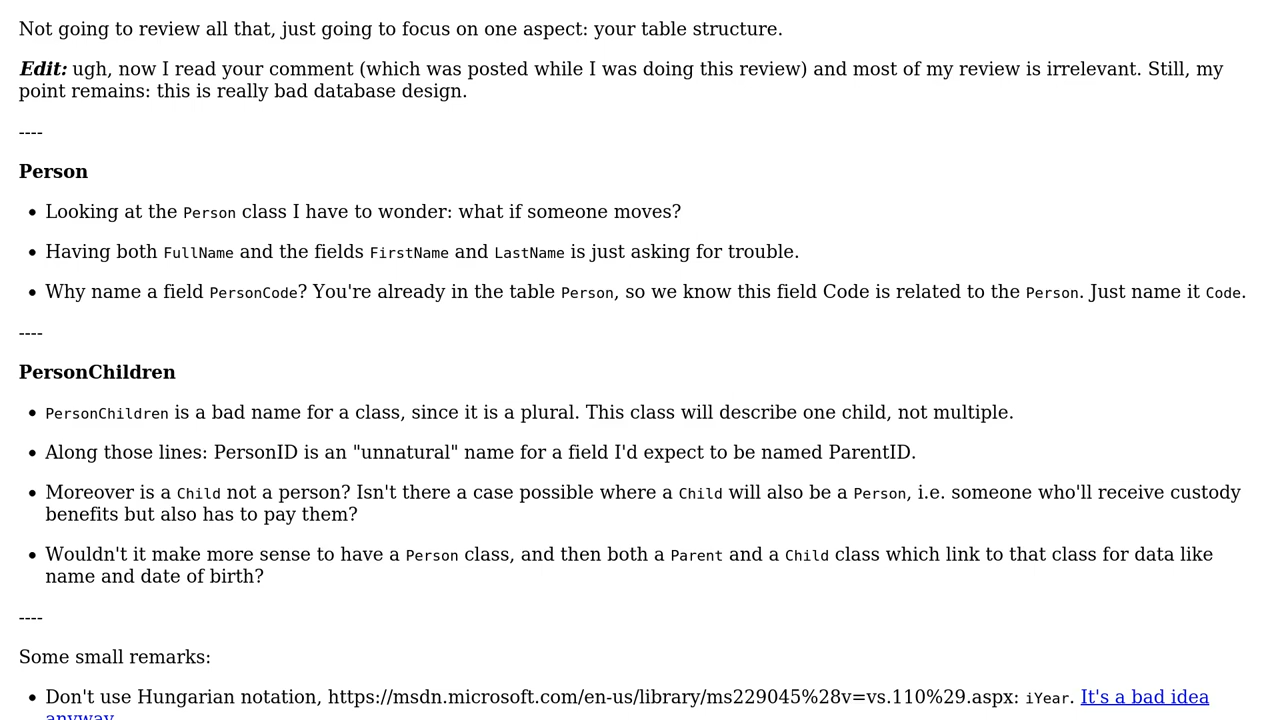 Not going to review all that, just going to focus on one aspect: your table structure.
Edit: ugh, now I read your comment (which was posted while I was doing this review) and most of my review is irrelevant. Still, my
point remains: this is really bad database design.
----
Person
• Looking at the Person class I have to wonder: what if someone moves?
• Having both FullName and the fields FirstName and LastName is just asking for trouble.
• Why name a field PersonCode? You're already in the table Person, so we know this field Code is related to the Person. Just name it Code.
----
PersonChildren
• PersonChildren is a bad name for a class, since it is a plural. This class will describe one child, not multiple.
• Along those lines: PersonID is an "unnatural" name for a field I'd expect to be named ParentID.
• Moreover is a Child not a person? Isn't there a case possible where a Child will also be a Person, i.e. someone who'll receive custody
benefits but also has to pay them?
• Wouldn't it make more sense to have a Person class, and then both a Parent and a Child class which link to that class for data like
name and date of birth?
----
Some small remarks:
• Don't use Hungarian notation, https://msdn.microsoft.com/en-us/library/ms229045%28v=vs.110%29.aspx: iYear. It's a bad idea
anyway